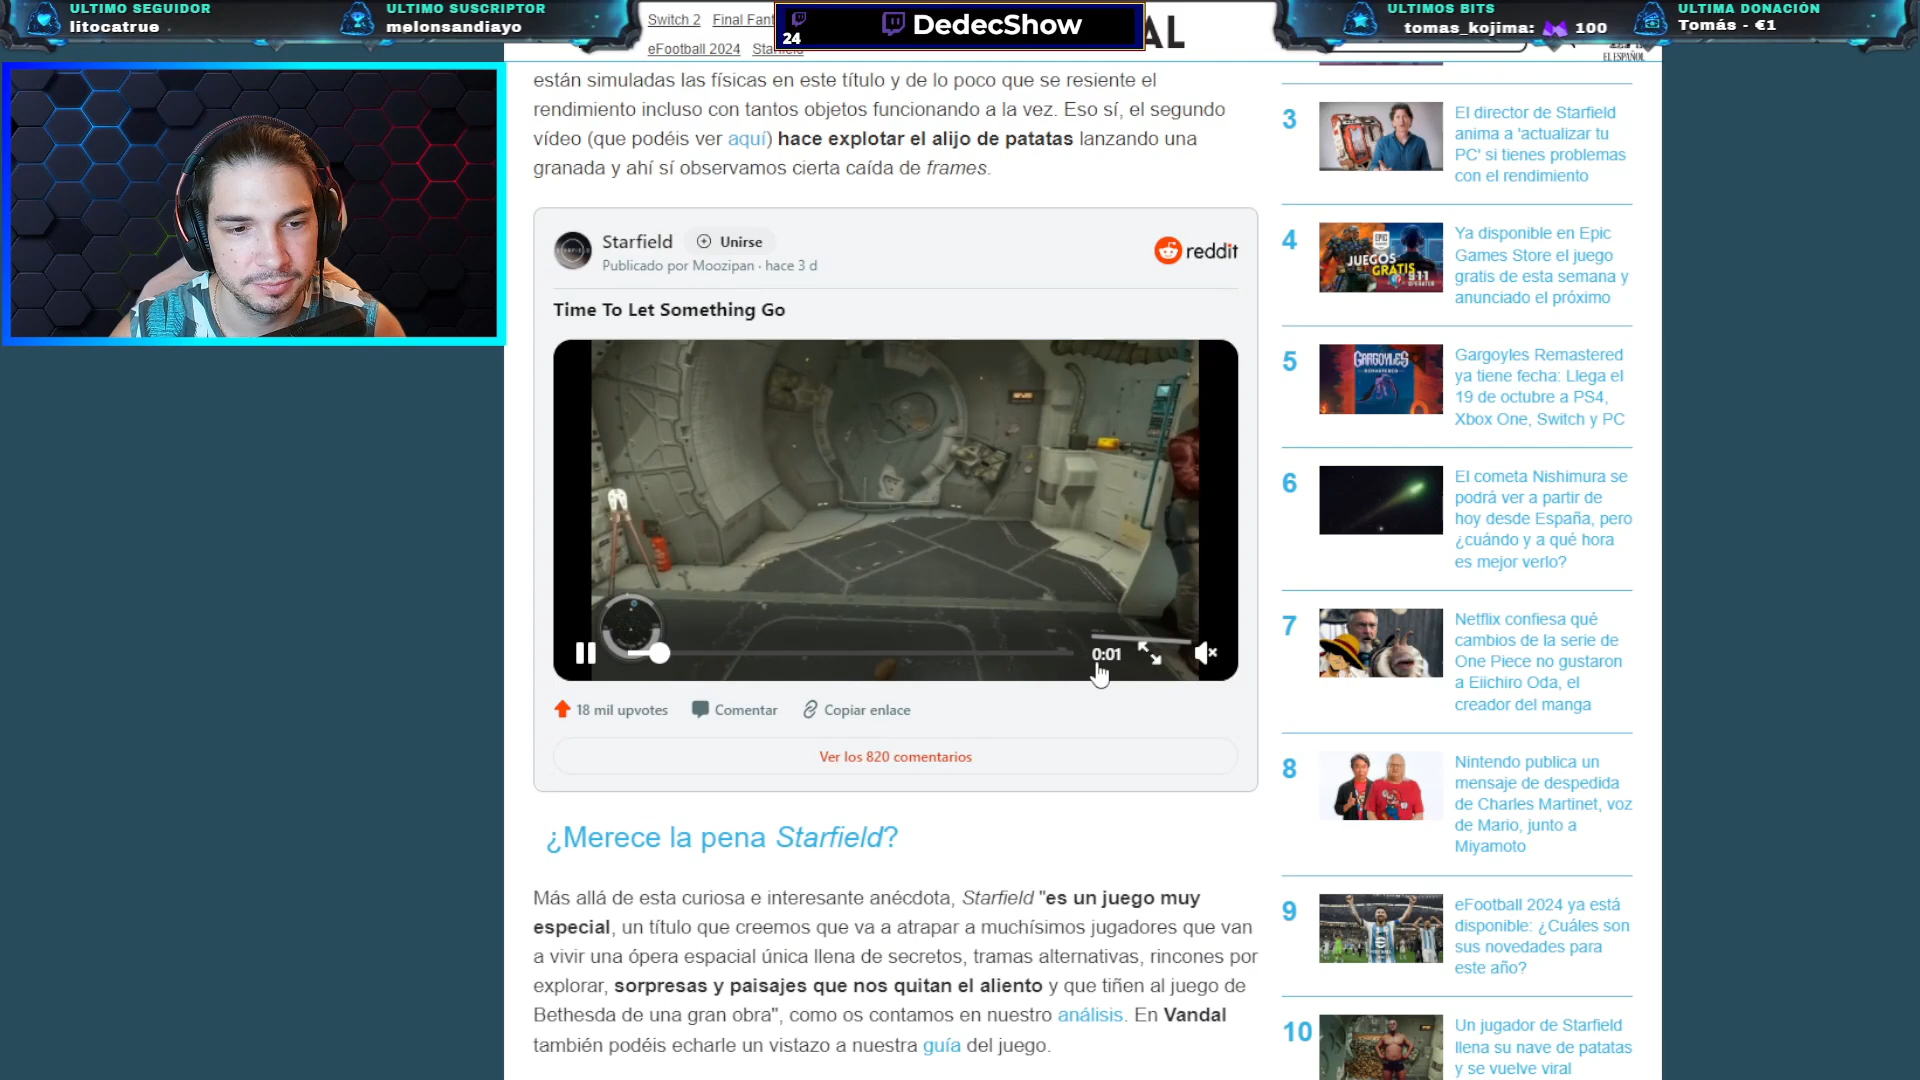 ULTIMO SEGUIDOR
litocatrue
ULTIMO SUSCRIPTOR
melonsandiayo
24
DedecShow
ULTIMOS BITS
tomas_kojima: 100
ULTIMA DONACIÓN
Tomás - €1
Switch 2 Final Fant
eFootball 2024 Starfield
AL
EL ESPAÑOL
están simuladas las físicas en este título y de lo poco que se resiente el
rendimiento incluso con tantos objetos funcionando a la vez. Eso sí, el segundo
vídeo (que podéis ver aquí) hace explotar el alijo de patatas lanzando una
granada y ahí sí observamos cierta caída de frames.
Starfield Unirse
Publicado por Moozipan · hace 3 d
reddit
Time To Let Something Go
0:01
18 mil upvotes Comentar Copiar enlace
Ver los 820 comentarios
¿Merece la pena Starfield?
Más allá de esta curiosa e interesante anécdota, Starfield "es un juego muy
especial, un título que creemos que va a atrapar a muchísimos jugadores que van
a vivir una ópera espacial única llena de secretos, tramas alternativas, rincones por
explorar, sorpresas y paisajes que nos quitan el aliento y que tiñen al juego de
Bethesda de una gran obra", como os contamos en nuestro análisis. En Vandal
también podéis echarle un vistazo a nuestra guía del juego.
3
El director de Starfield
anima a 'actualizar tu
PC' si tienes problemas
con el rendimiento
4
EPIC
JUEGOS
GRATIS
911
OPERATOR
Ya disponible en Epic
Games Store el juego
gratis de esta semana y
anunciado el próximo
5
GARGOYLES
REMASTERED
Gargoyles Remastered
ya tiene fecha: Llega el
19 de octubre a PS4,
Xbox One, Switch y PC
6
El cometa Nishimura se
podrá ver a partir de
hoy desde España, pero
¿cuándo y a qué hora
es mejor verlo?
7
Netflix confiesa qué
cambios de la serie de
One Piece no gustaron
a Eiichiro Oda, el
creador del manga
8
Nintendo publica un
mensaje de despedida
de Charles Martinet, voz
de Mario, junto a
Miyamoto
9
eFootball 2024 ya está
disponible: ¿Cuáles son
sus novedades para
este año?
10
Un jugador de Starfield
llena su nave de patatas
y se vuelve viral